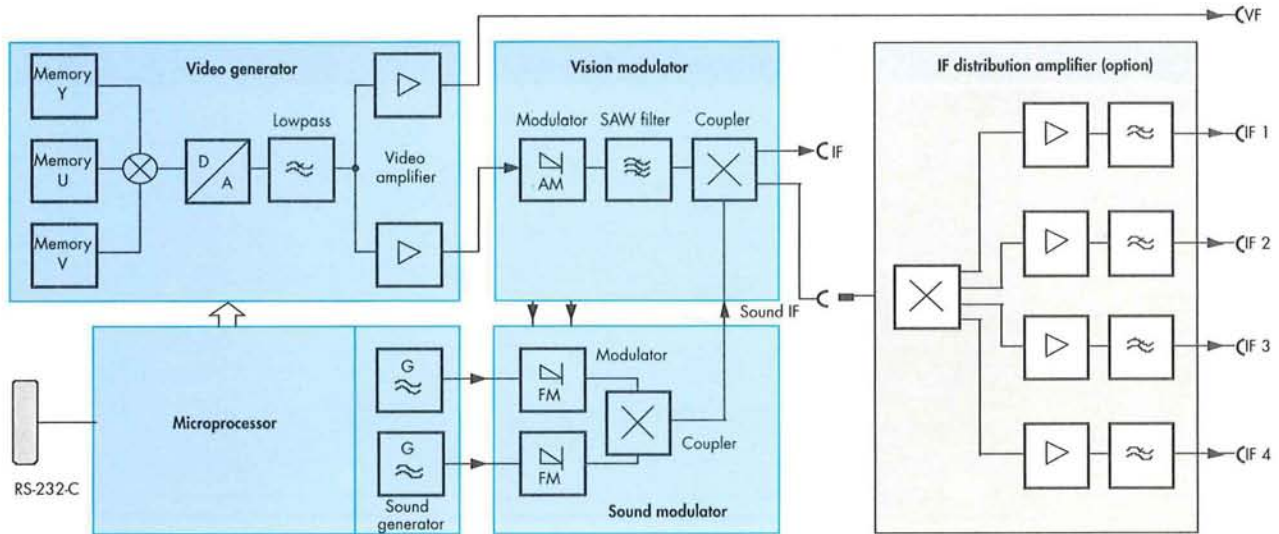 VF
Video generator
Memory
Y
Memory
U
Memory
V
D
A
Lowpass
Video
amplifier
Vision modulator
Modulator
AM
SAW filter
Coupler
IF
Sound IF
IF distribution amplifier (option)
IF 1
IF 2
IF 3
IF 4
RS-232-C
Microprocessor
G
G
Sound
generator
Modulator
FM
FM
Coupler
Sound modulator